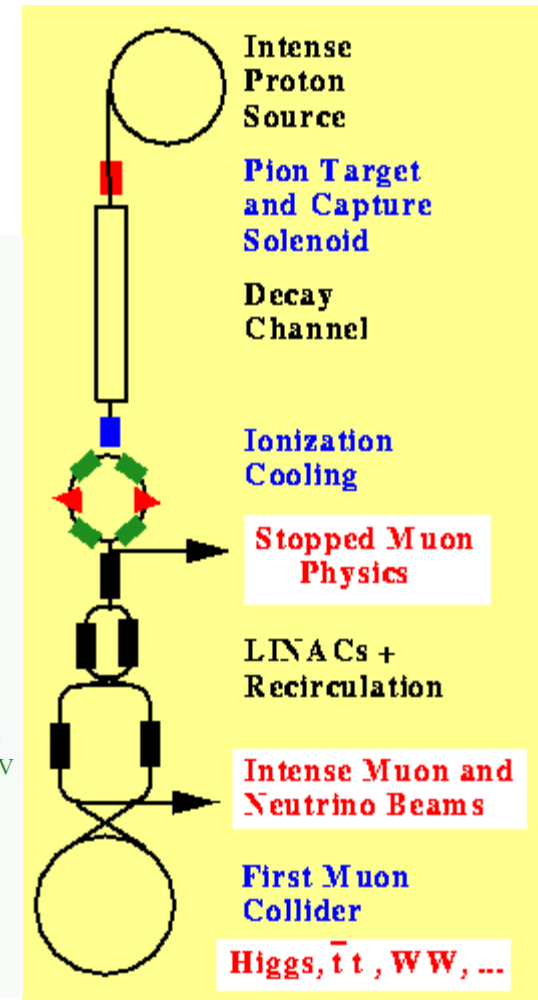 Intense
Proton
Source
Pion Target
and Capture
Solenoid
Decay
Channel
Ionization
Cooling
Stopped Muon
Physics
LINACs +
Recirculation
V
Intense Muon and
Neutrino Beams
First Muon
Collider
Higgs, t̄ t , WW, ...